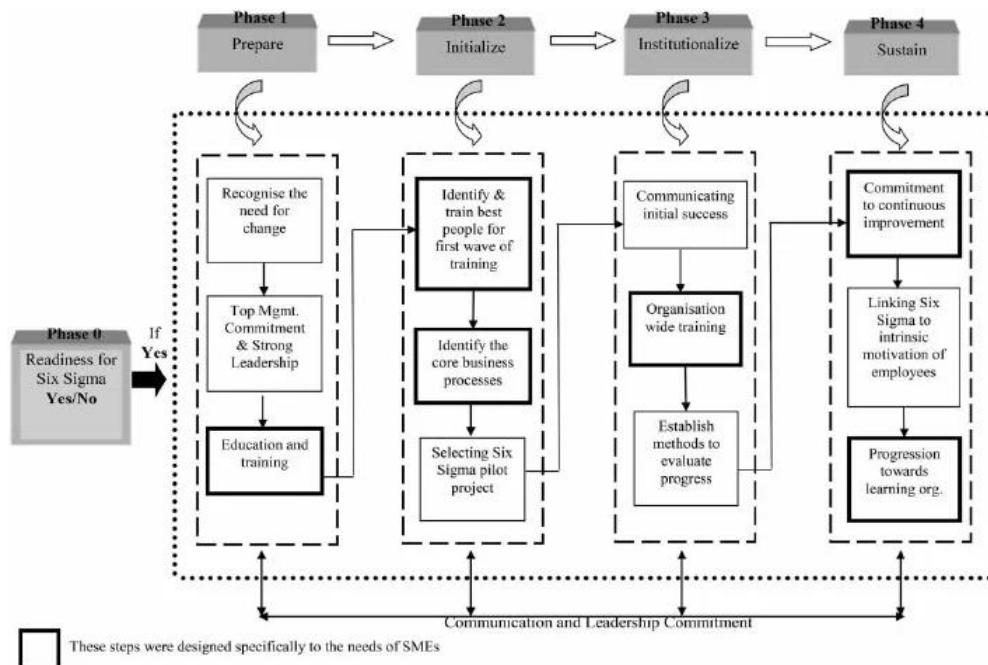 Phase 1
Prepare
Phase 2
Initialize
Phase 3
Institutionalize
Phase 4
Sustain
Phase 0
Readiness for
Six Sigma
Yes/No
If
Yes
Recognise the
need for
change
Top Mgmt.
Commitment
& Strong
Leadership
Education and
training
Identify &
train best
people for
first wave of
training
Identify the
core business
processes
Selecting Six
Sigma pilot
project
Communicating
initial success
Organisation
wide training
Establish
methods to
evaluate
progress
Commitment
to continuous
improvement
Linking Six
Sigma to
intrinsic
motivation of
employees
Progression
towards
learning org.
Communication and Leadership Commitment
These steps were designed specifically to the needs of SMEs